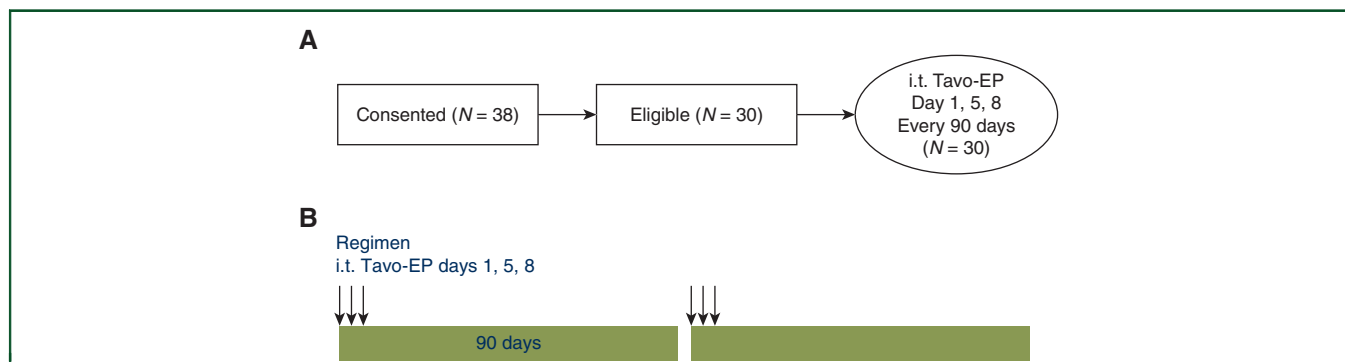 A
Consented (N = 38)
Eligible (N = 30)
i.t. Tavo-EP
Day 1, 5, 8
Every 90 days
(N = 30)
B
Regimen
i.t. Tavo-EP days 1, 5, 8
90 days